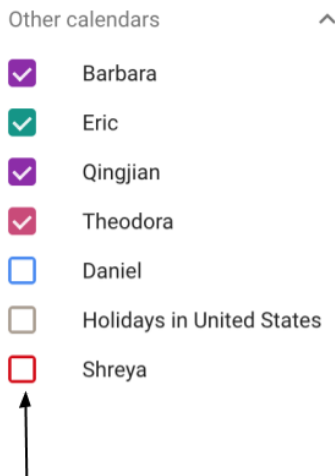 Other calendars
Barbara
Eric
Qingjian
Theodora
Daniel
Holidays in United States
Shreya